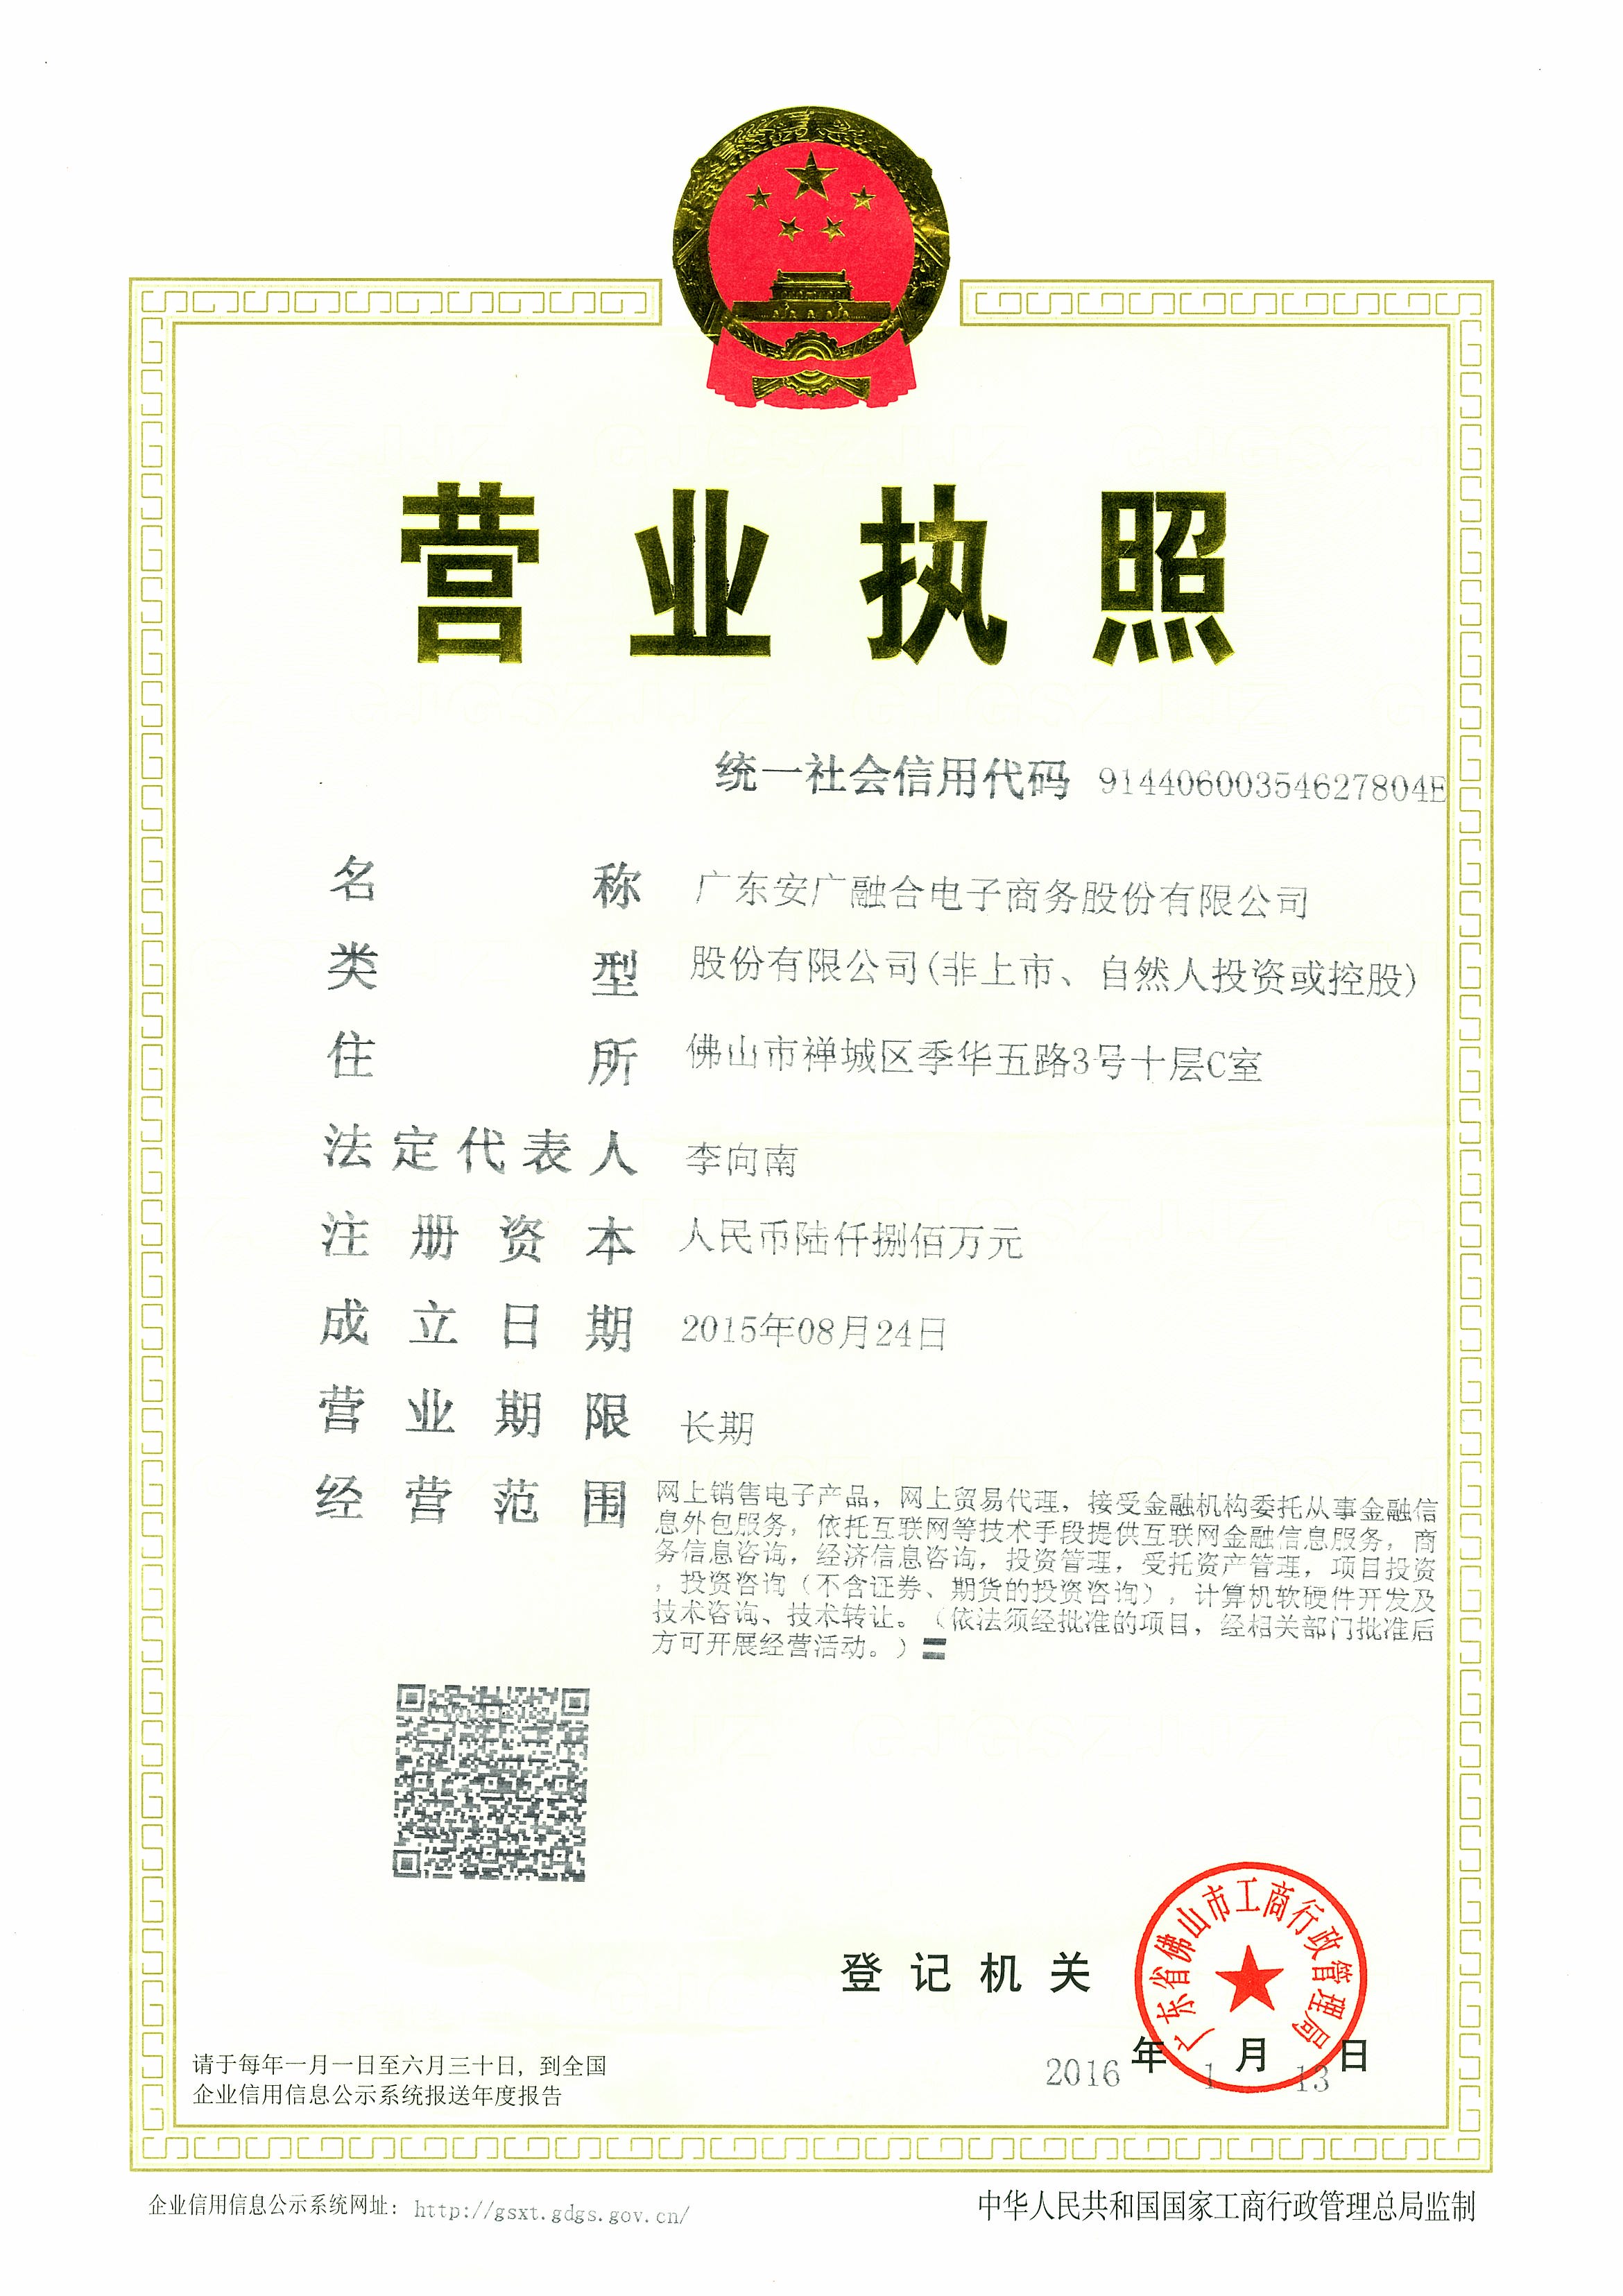 营业执照
统一社会信用代码 91440600354627804E
名称 广东安广融合电子商务股份有限公司
类型 股份有限公司(非上市、自然人投资或控股)
住所 佛山市禅城区季华五路3号十层C室
法定代表人 李向南
注册资本 人民币陆仟捌佰万元
成立日期 2015年08月24日
营业期限 长期
经营范围 网上销售电子产品，网上贸易代理，接受金融机构委托从事金融信
息外包服务，依托互联网等技术手段提供互联网金融信息服务，商
务信息咨询，经济信息咨询，投资管理，受托资产管理，项目投资
，投资咨询（不含证券、期货的投资咨询），计算机软硬件开发及
技术咨询、技术转让。（依法须经批准的项目，经相关部门批准后
方可开展经营活动。）〓
登记机关
广东省佛山市工商行政管理局
2016年1月13日
请于每年一月一日至六月三十日，到全国
企业信用信息公示系统报送年度报告
企业信用信息公示系统网址：http://gsxt.gdgs.gov.cn/
中华人民共和国国家工商行政管理总局监制